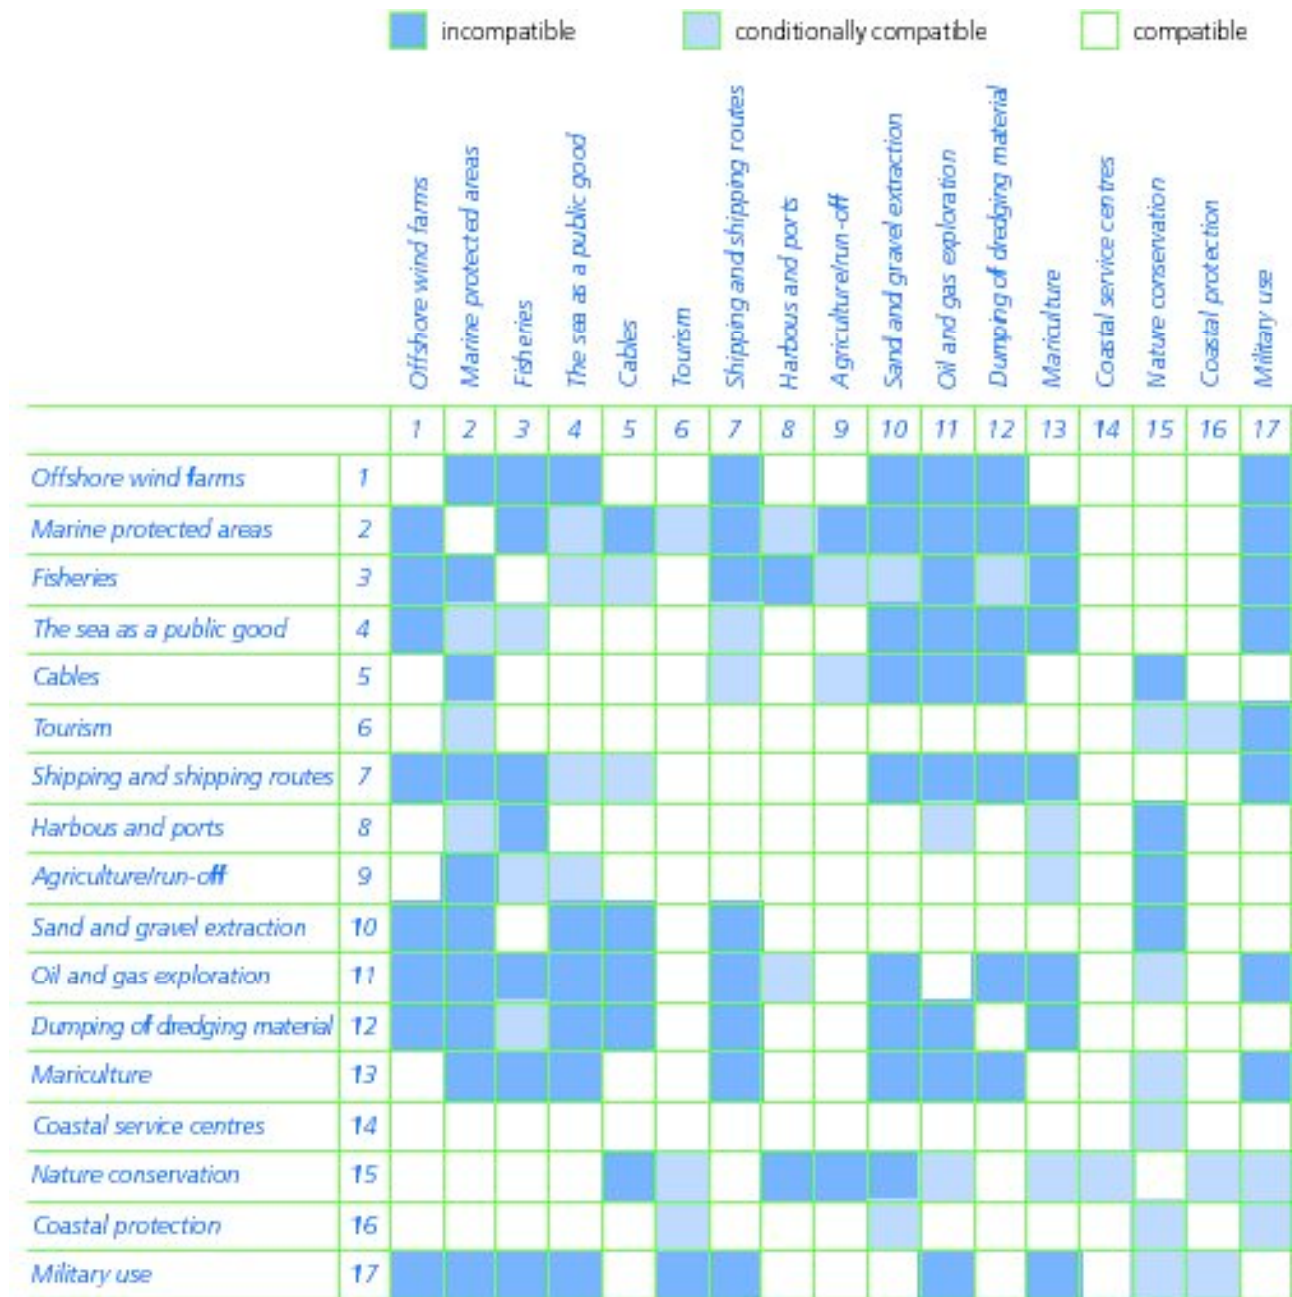 incompatible conditionally compatible compatible
Offshore wind farms
Marine protected areas
Fisheries
The sea as a public good
Cables
Tourism
Shipping and shipping routes
Harbous and ports
Agriculture/run-off
Sand and gravel extraction
Oil and gas exploration
Dumping of dredging material
Mariculture
Coastal service centres
Nature conservation
Coastal protection
Military use
1 2 3 4 5 6 7 8 9 10 11 12 13 14 15 16 17
Offshore wind farms 1
Marine protected areas 2
Fisheries 3
The sea as a public good 4
Cables 5
Tourism 6
Shipping and shipping routes 7
Harbous and ports 8
Agriculture/run-off 9
Sand and gravel extraction 10
Oil and gas exploration 11
Dumping of dredging material 12
Mariculture 13
Coastal service centres 14
Nature conservation 15
Coastal protection 16
Military use 17